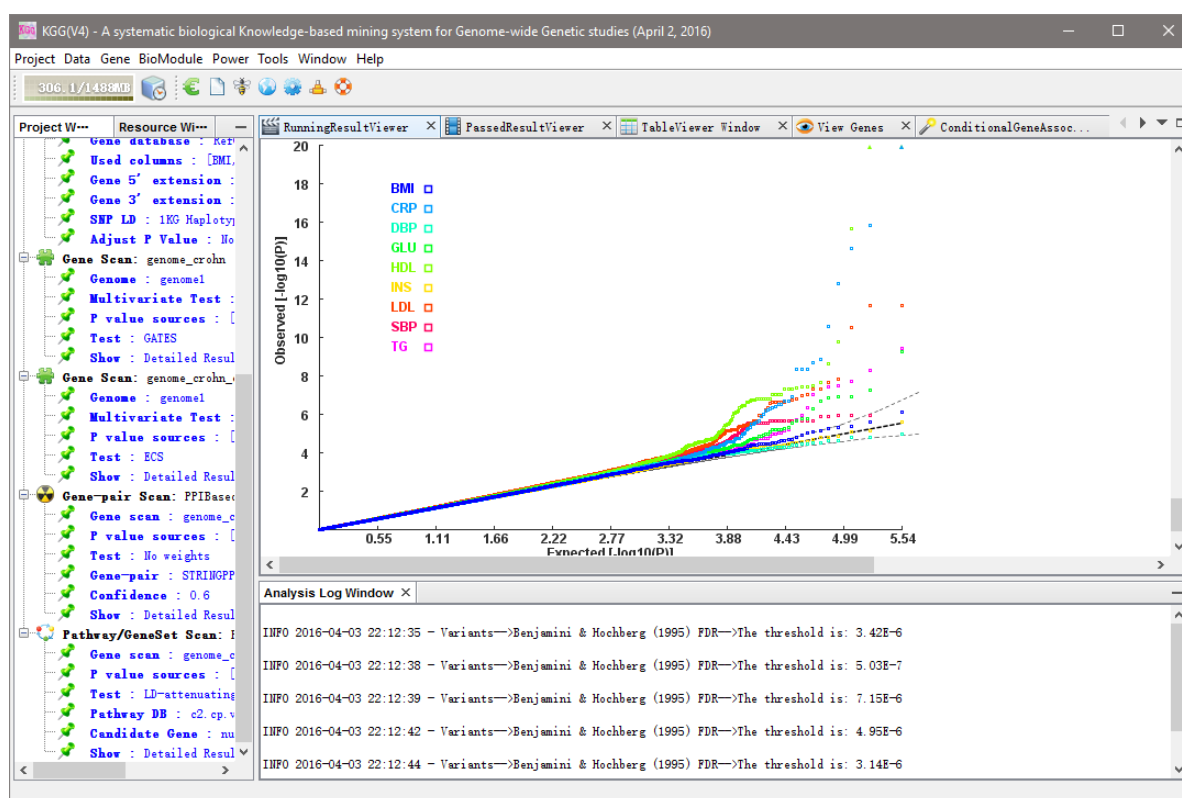 KGG KGG(V4) - A systematic biological Knowledge-based mining system for Genome-wide Genetic studies (April 2, 2016)
Project Data Gene BioModule Power Tools Window Help
306.1/1488MB
Project W... Resource Wi...
Gene database : Ref
Used columns : [BMI,
Gene 5' extension :
Gene 3' extension :
SNP LD : 1KG Haploty
Adjust P Value : No
Gene Scan: genome_crohn
Genome : genome1
Multivariate Test :
P value sources : [
Test : GATES
Show : Detailed Resul
Gene Scan: genome_crohn_
Genome : genome1
Multivariate Test :
P value sources : [
Test : ECS
Show : Detailed Resul
Gene-pair Scan: PPIBased
Gene scan : genome_c
P value sources : [
Test : No weights
Gene-pair : STRINGPP
Confidence : 0.6
Show : Detailed Resul
Pathway/GeneSet Scan:
Gene scan : genome_c
P value sources : [
Test : LD-attenuating
Pathway DB : c2.cp.v
Candidate Gene : nu
Show : Detailed Resul
RunningResultViewer PassedResultViewer TableViewer Window View Genes ConditionalGeneAssoc...
Observed [-log10(P)]
20
18
16
14
12
10
8
6
4
2
BMI
CRP
DBP
GLU
HDL
INS
LDL
SBP
TG
0.55 1.11 1.66 2.22 2.77 3.32 3.88 4.43 4.99 5.54
Expected [-log10(P)]
Analysis Log Window
INFO 2016-04-03 22:12:35 - Variants-->Benjamini & Hochberg (1995) FDR-->The threshold is: 3.42E-6
INFO 2016-04-03 22:12:38 - Variants-->Benjamini & Hochberg (1995) FDR-->The threshold is: 5.03E-7
INFO 2016-04-03 22:12:39 - Variants-->Benjamini & Hochberg (1995) FDR-->The threshold is: 7.15E-6
INFO 2016-04-03 22:12:42 - Variants-->Benjamini & Hochberg (1995) FDR-->The threshold is: 4.95E-6
INFO 2016-04-03 22:12:44 - Variants-->Benjamini & Hochberg (1995) FDR-->The threshold is: 3.14E-6